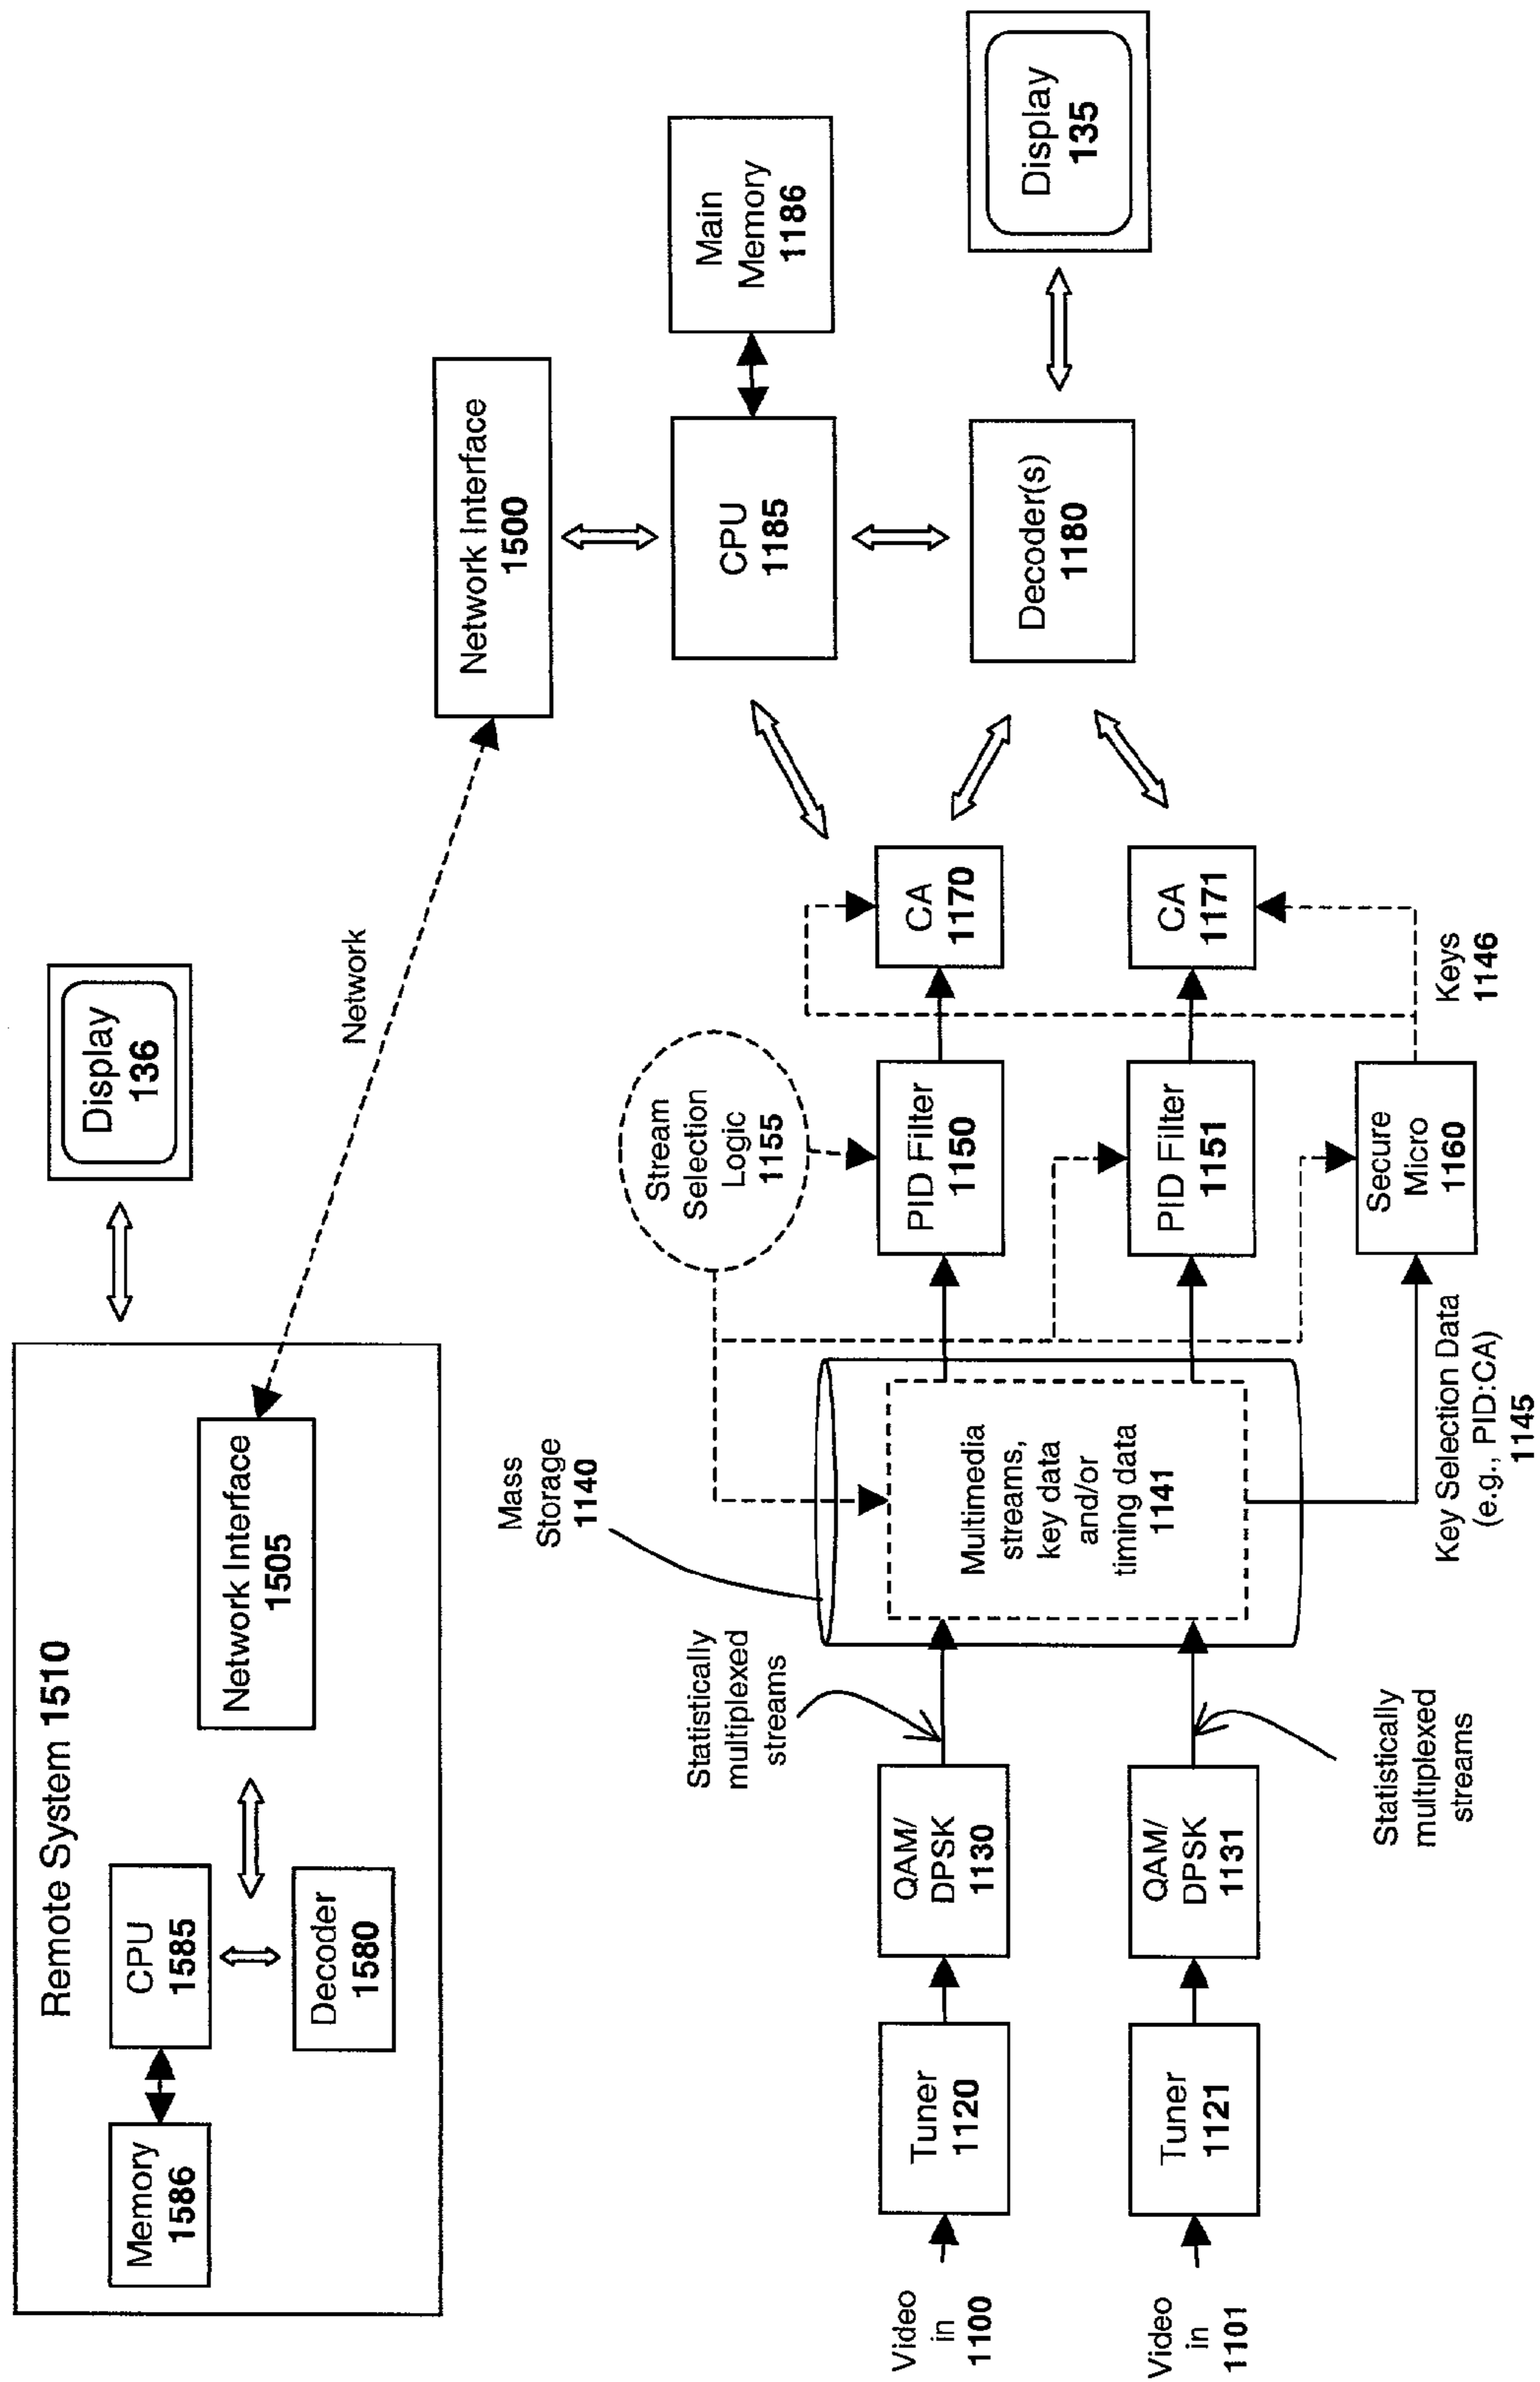 Remote System 1510
Memory
1586
CPU
1585
Decoder
1580
Network Interface
1505
Display
136
Network
Network Interface
1500
Main
Memory
1186
CPU
1185
Decoder(s)
1180
Display
135
Mass
Storage
1140
Stream
Selection
Logic
1155
Statistically
multiplexed
streams
Video
in
1100
Tuner
1120
QAM/
DPSK
1130
Multimedia
streams,
key data
and/or
timing data
1141
PID Filter
1150
CA
1170
Video
in
1101
Tuner
1121
QAM/
DPSK
1131
PID Filter
1151
CA
1171
Statistically
multiplexed
streams
Key Selection Data
(e.g., PID:CA)
1145
Secure
Micro
1160
Keys
1146